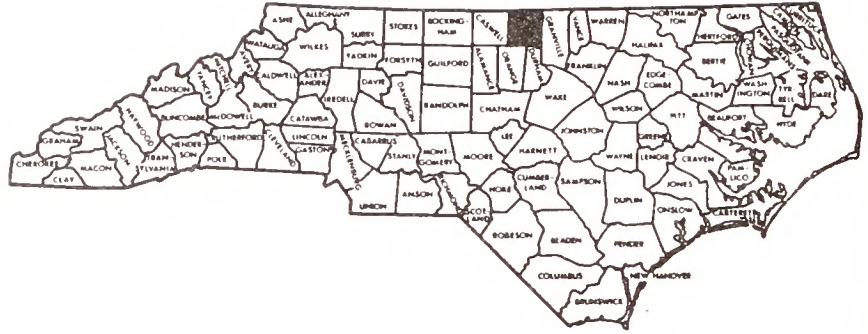 ASHE
ALLEGHANY
SURRY
STOKES
ROCKING-
HAM
CASWELL
GRANVILLE
VANCE
WARREN
NORTHAMP
TON
GATES
HERTFORD
CURRITUCK
HALIFAX
WATAUGA
WILKES
YADKIN
FORSYTH
GUILFORD
ALAMANCE
ORANGE
DURHAM
FRANKLIN
BERTIE
CHOWAN
MITCHELL
AVERY
CALDWELL
ALEX-
ANDER
DAVIE
IREDELL
DAVIDSON
RANDOLPH
CHATHAM
WAKE
NASH
EDGE-
COMBE
MARTIN
WASH
INGTON
TYR-
RELL
DARE
MADISON
YANCEY
BURKE
CATAWBA
ROWAN
WILSON
PITT
BEAUFORT
HYDE
HAYWOOD
BUNCOMBE
McDOWELL
LINCOLN
LEE
JOHNSTON
GREENE
SWAIN
GRAHAM
JACKSON
HENDER-
SON
RUTHERFORD
CLEVELAND
GASTON
MECKLENBURG
CABARRUS
STANLY
MONT-
GOMERY
MOORE
HARNETT
WAYNE
LENOIR
CRAVEN
PAM-
LICO
CHEROKEE
MACON
TRAN
SYLVANIA
POLK
CLAY
UNION
ANSON
RICHMOND
HOKE
CUMBER-
LAND
SAMPSON
DUPLIN
JONES
ONSLOW
CARTERET
SCOT-
LAND
ROBESON
BLADEN
PENDER
COLUMBUS
NEW HANOVER
BRUNSWICK